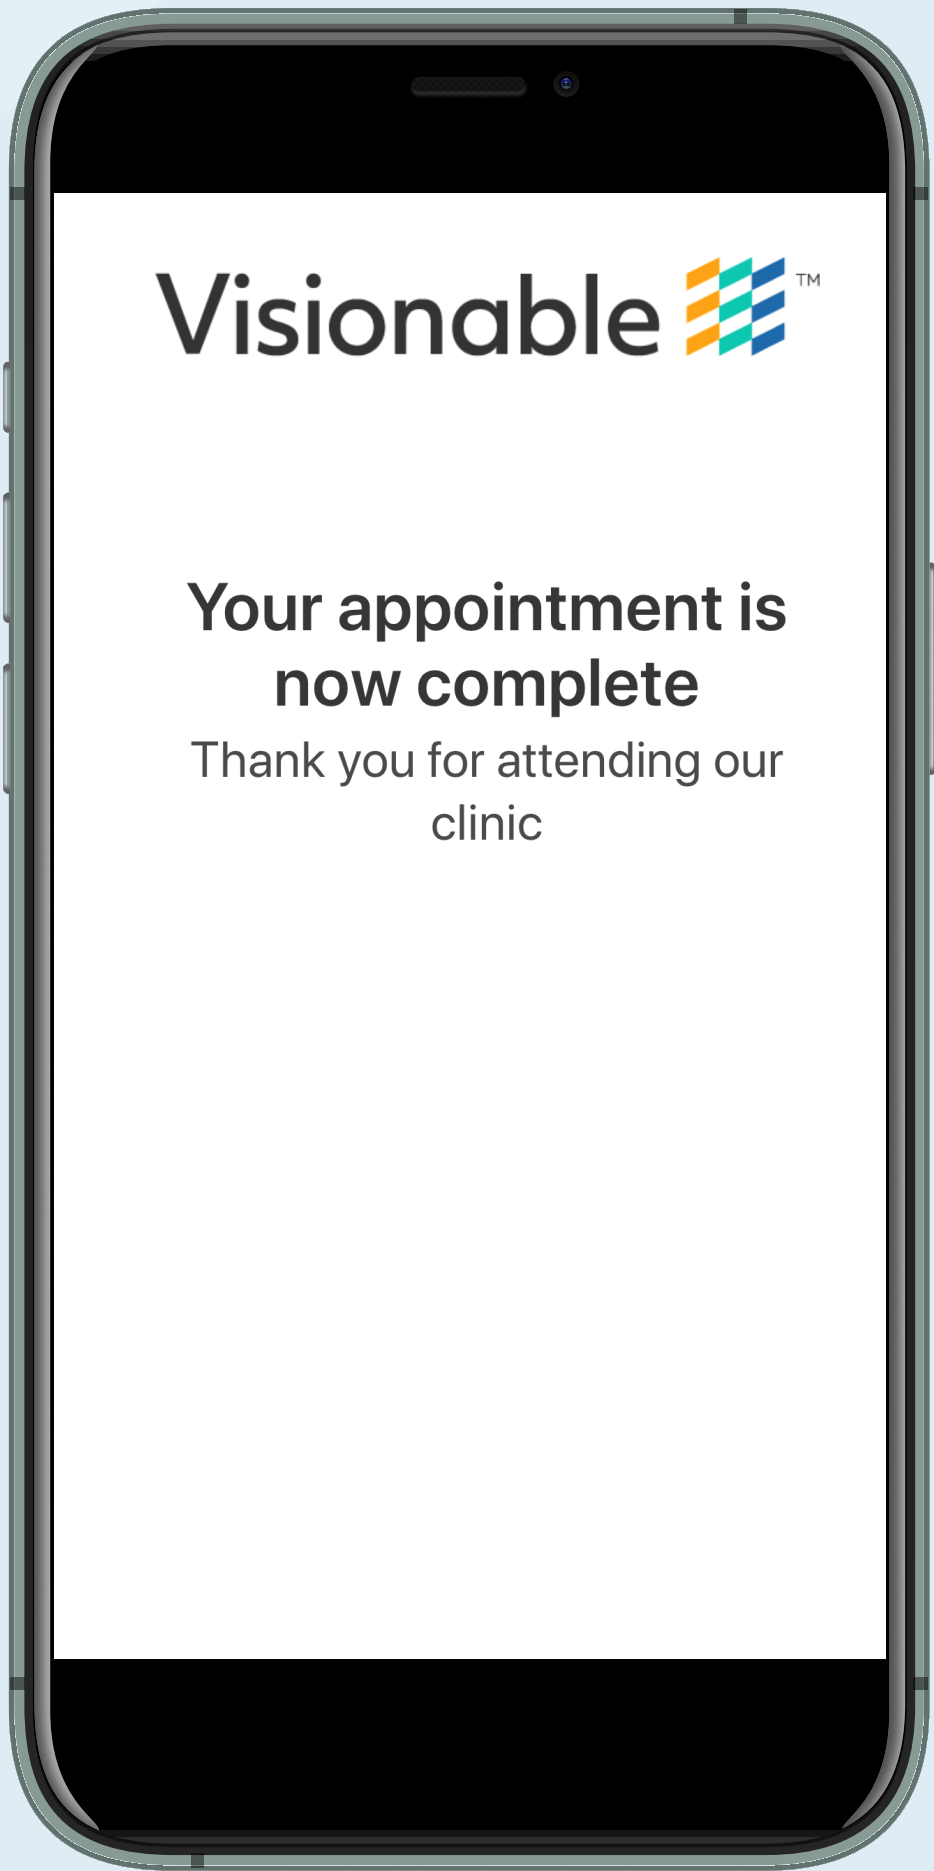 Visionable™
Your appointment is
now complete
Thank you for attending our
clinic